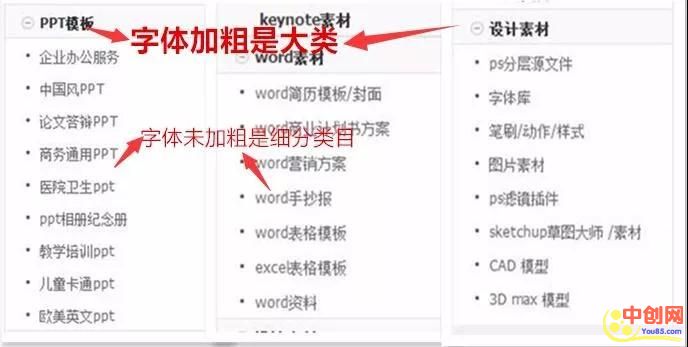 PPT模板
企业办公服务
中国风PPT
论文答辩PPT
商务通用PPT
医院卫生ppt
ppt相册纪念册
教学培训ppt
儿童卡通ppt
欧美英文ppt
字体加粗是大类
字体未加粗是细分类目
keynote素材
word素材
word简历模板/封面
word商业计划书方案
word营销方案
word手抄报
word表格模板
excel表格模板
word资料
设计素材
ps分层源文件
字体库
笔刷/动作/样式
图片素材
ps滤镜插件
sketchup草图大师 /素材
CAD 模型
3D max 模型
中创网
You85.com